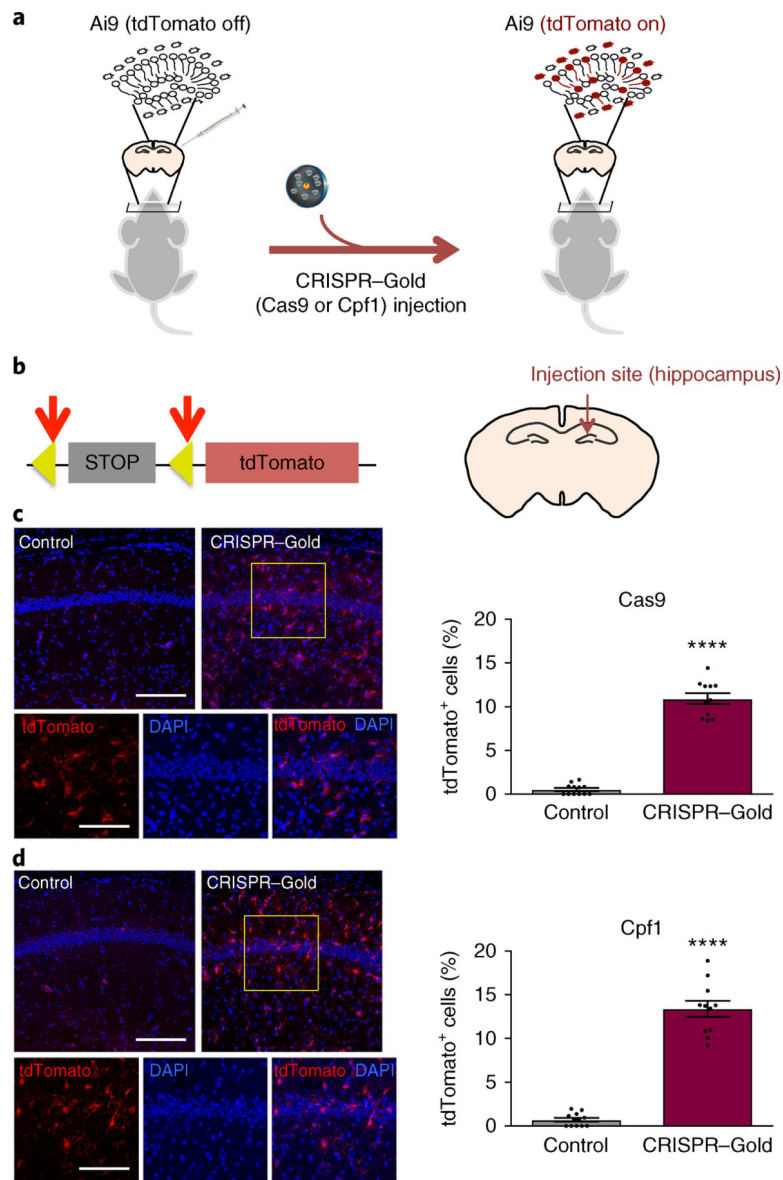 a
Ai9 (tdTomato off)
Ai9 (tdTomato on)
CRISPR–Gold
(Cas9 or Cpf1) injection
b
STOP
tdTomato
Injection site (hippocampus)
c
Control
CRISPR–Gold
tdTomato
DAPI
tdTomato DAPI
Cas9
tdTomato+ cells (%)
20
15
10
5
0
****
Control
CRISPR–Gold
d
Control
CRISPR–Gold
tdTomato
DAPI
tdTomato DAPI
Cpf1
tdTomato+ cells (%)
20
15
10
5
0
****
Control
CRISPR–Gold